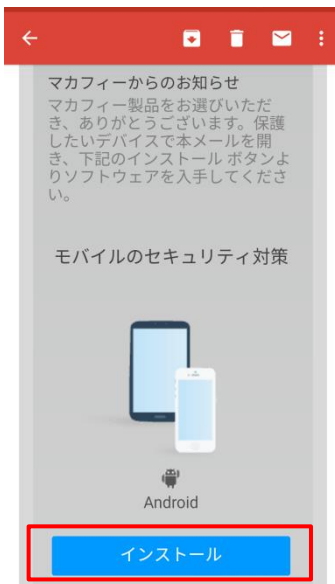 マカフィーからのお知らせ
マカフィー製品をお選びいただ
き、ありがとうございます。保護
したいデバイスで本メールを開
き、下記のインストール ボタンよ
りソフトウェアを入手してくださ
い。
モバイルのセキュリティ対策
Android
インストール